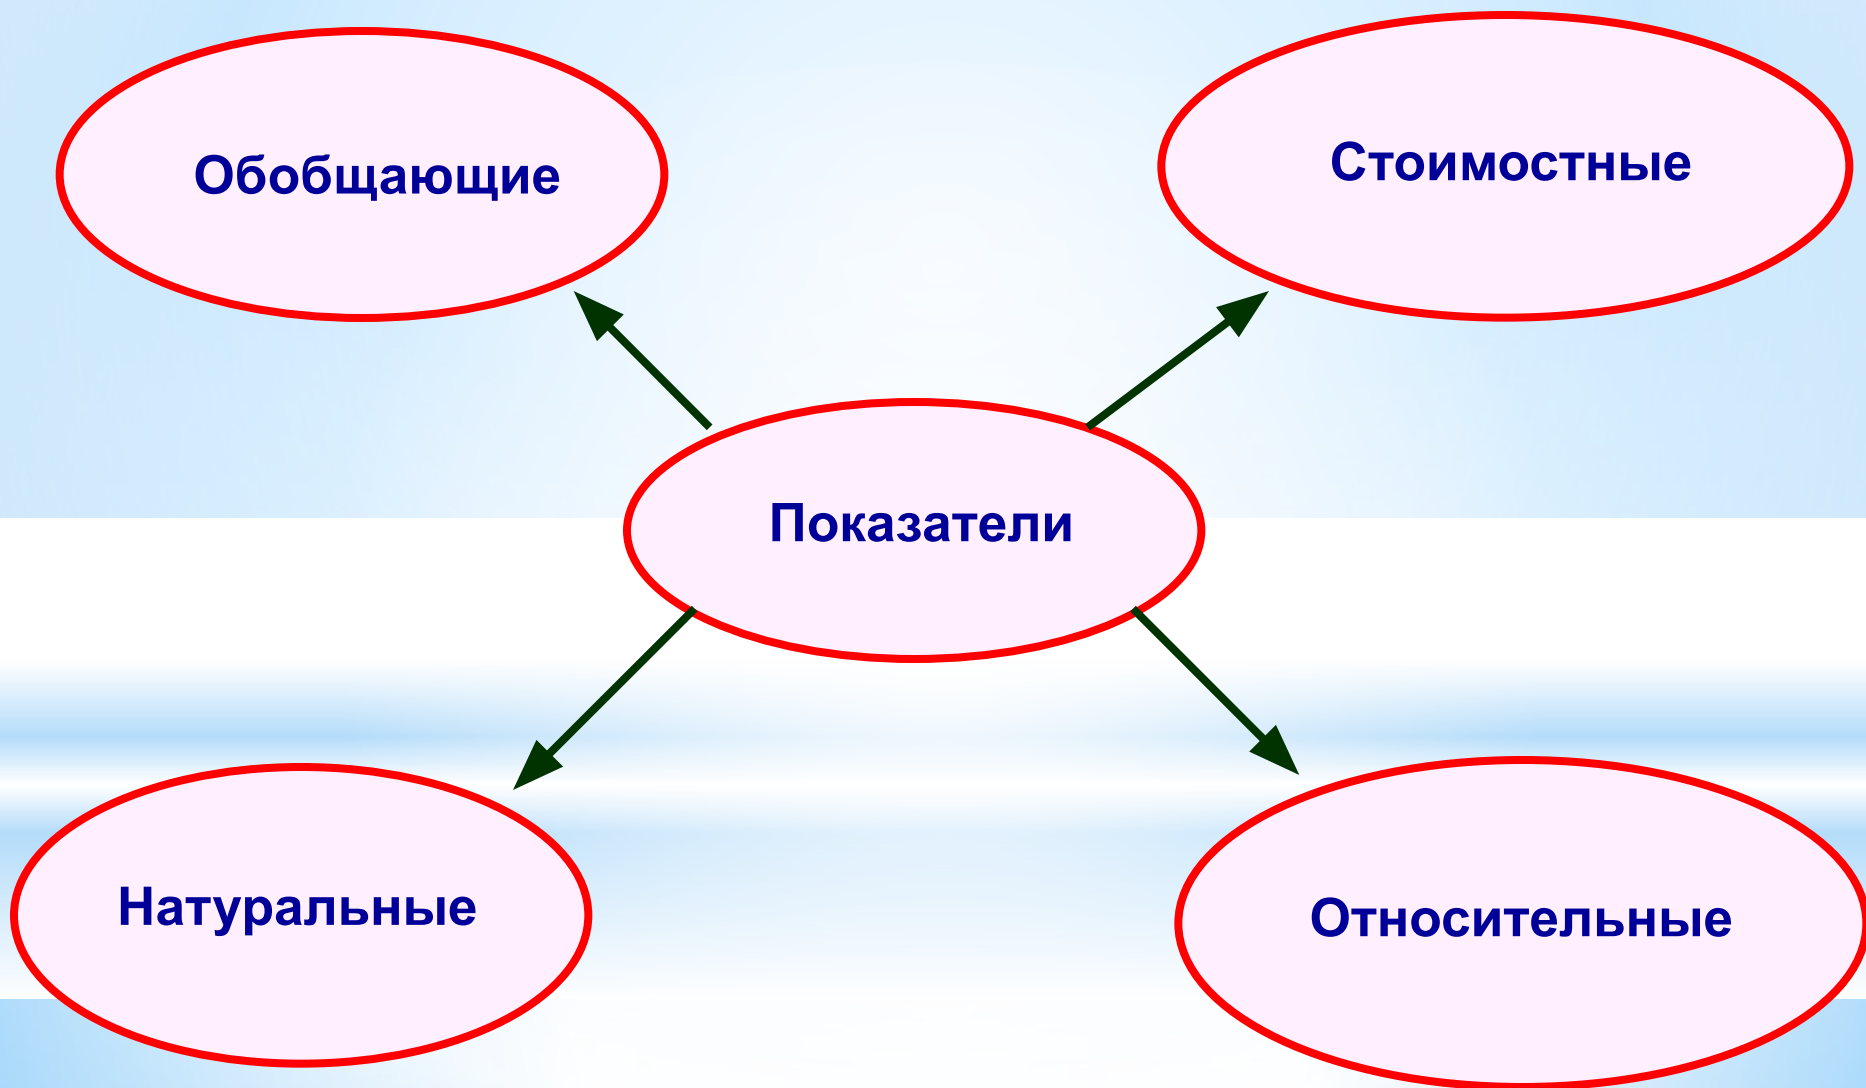 Обобщающие
Стоимостные
Показатели
Натуральные
Относительные